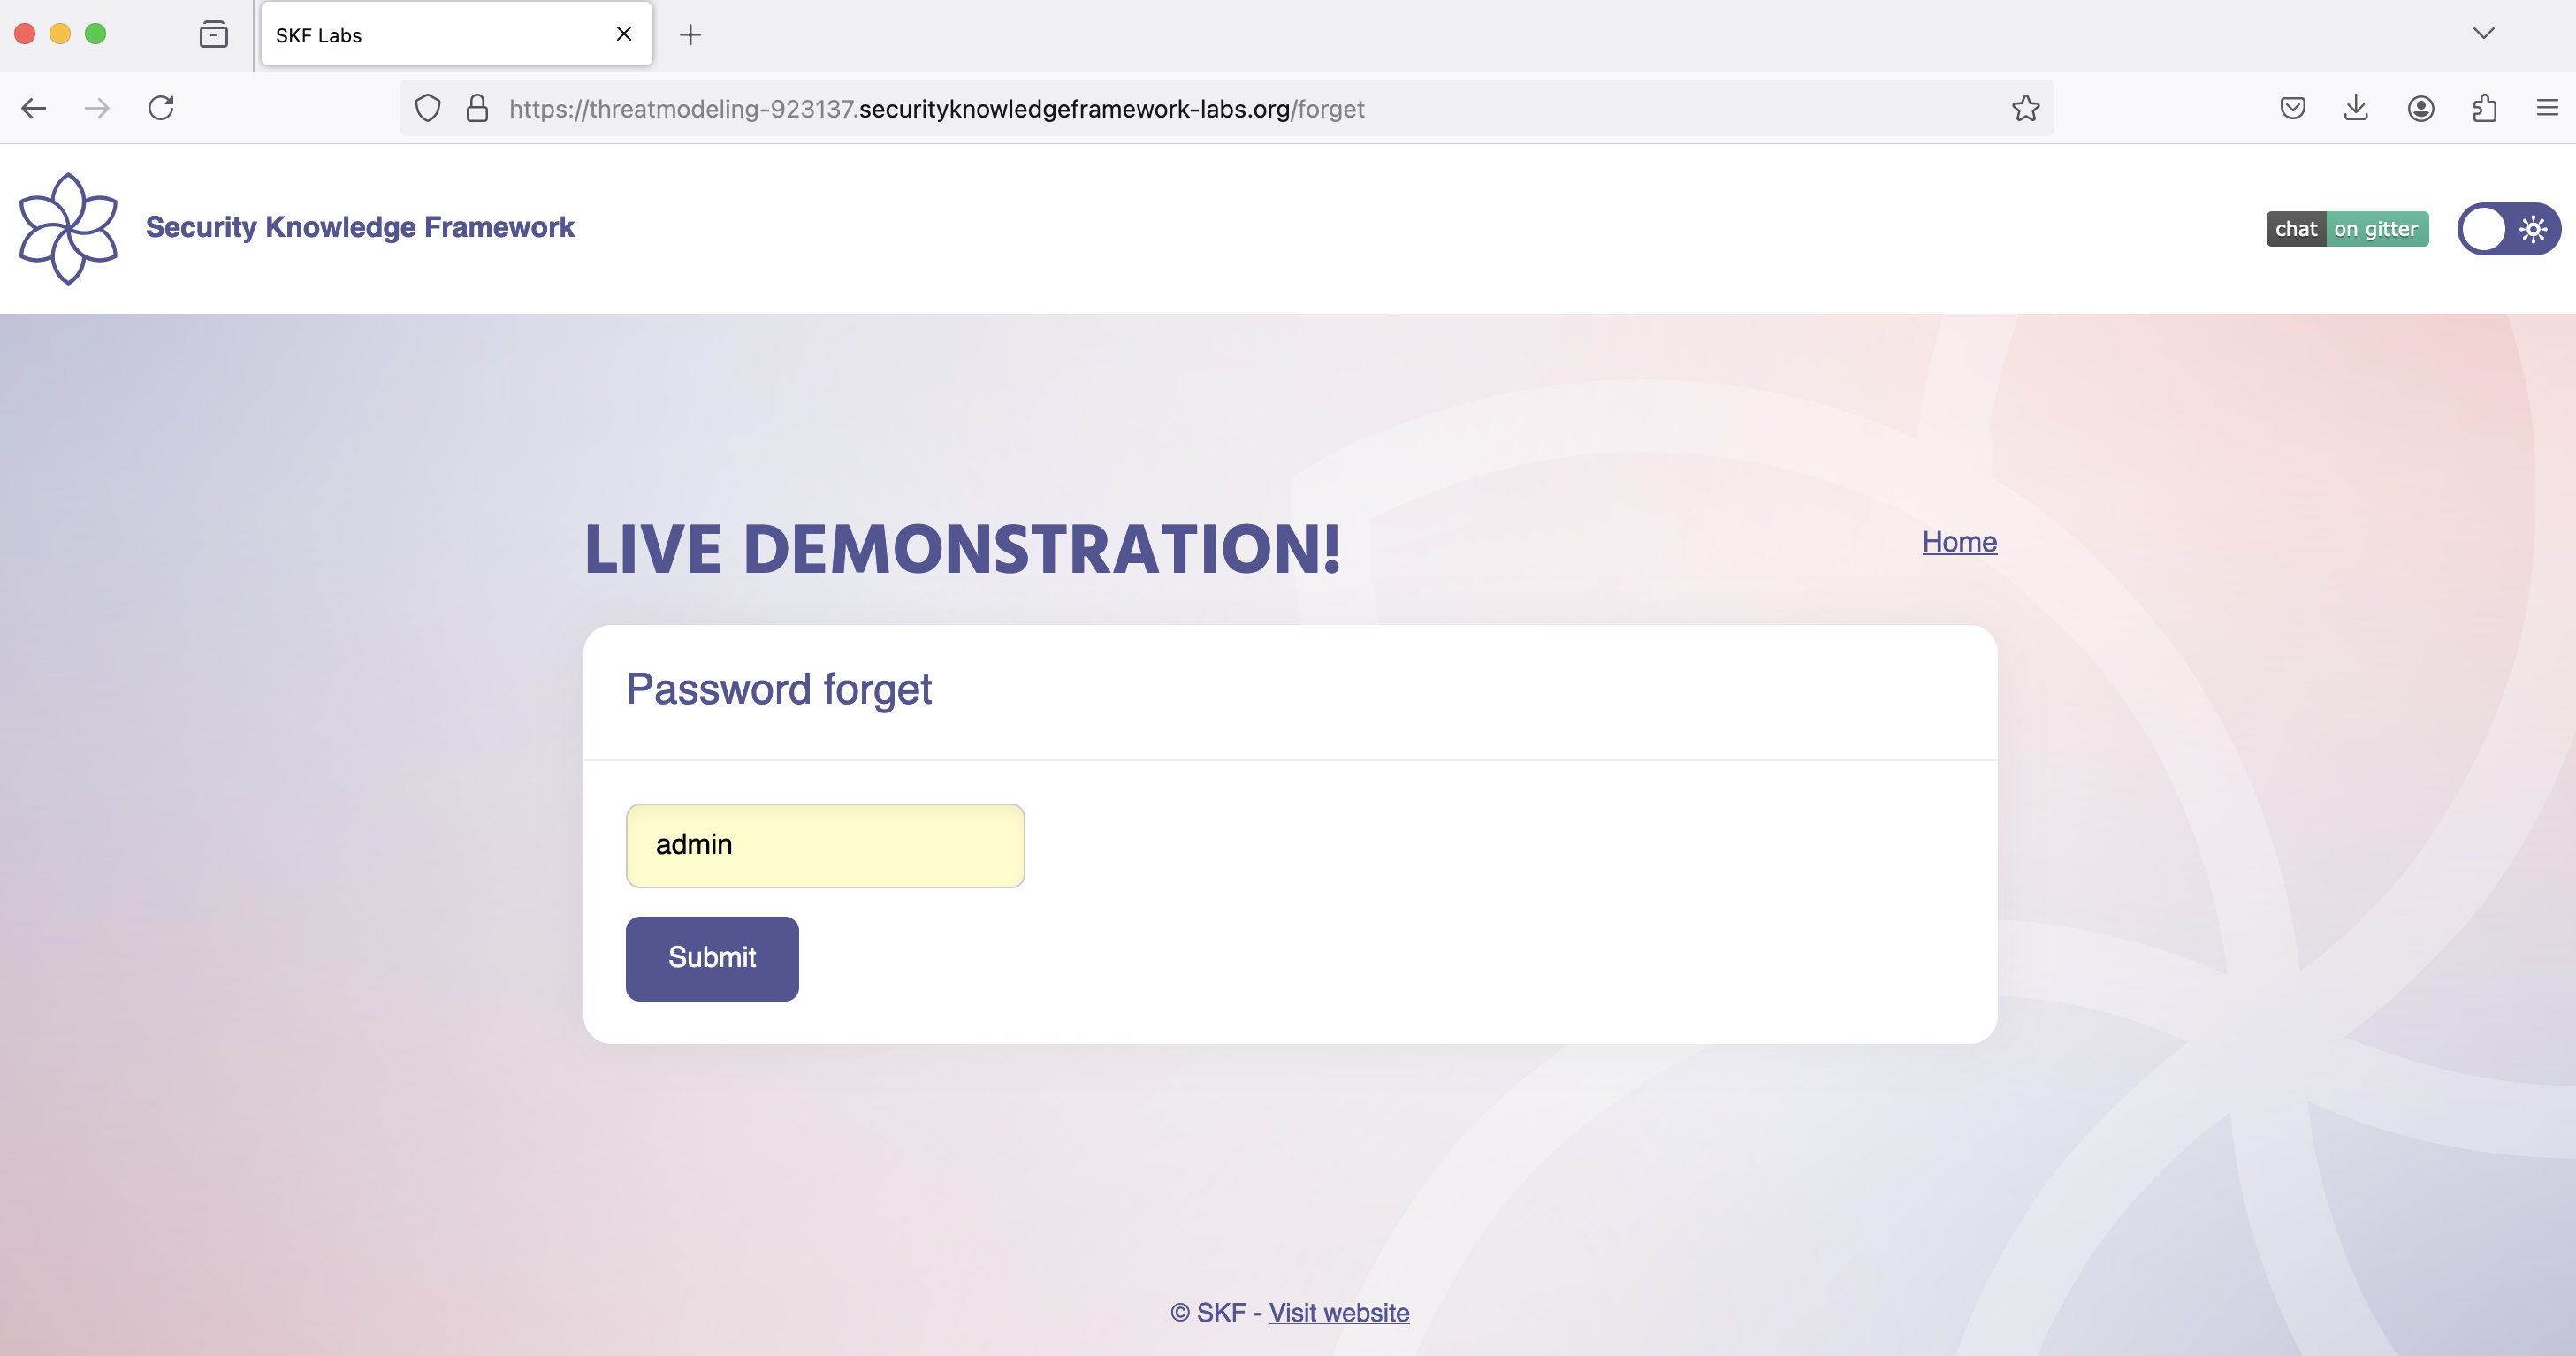 SKF Labs
https://threatmodeling-923137.securityknowledgeframework-labs.org/forget
Security Knowledge Framework
chat on gitter
LIVE DEMONSTRATION!
Home
Password forget
admin
Submit
© SKF - Visit website